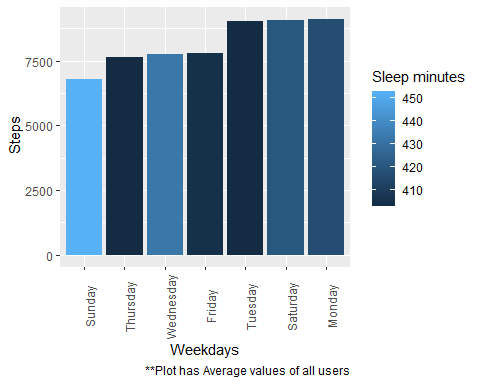 Steps
7500
5000
2500
0
Sunday
Thursday
Wednesday
Friday
Tuesday
Saturday
Monday
Weekdays
**Plot has Average values of all users
Sleep minutes
450
440
430
420
410